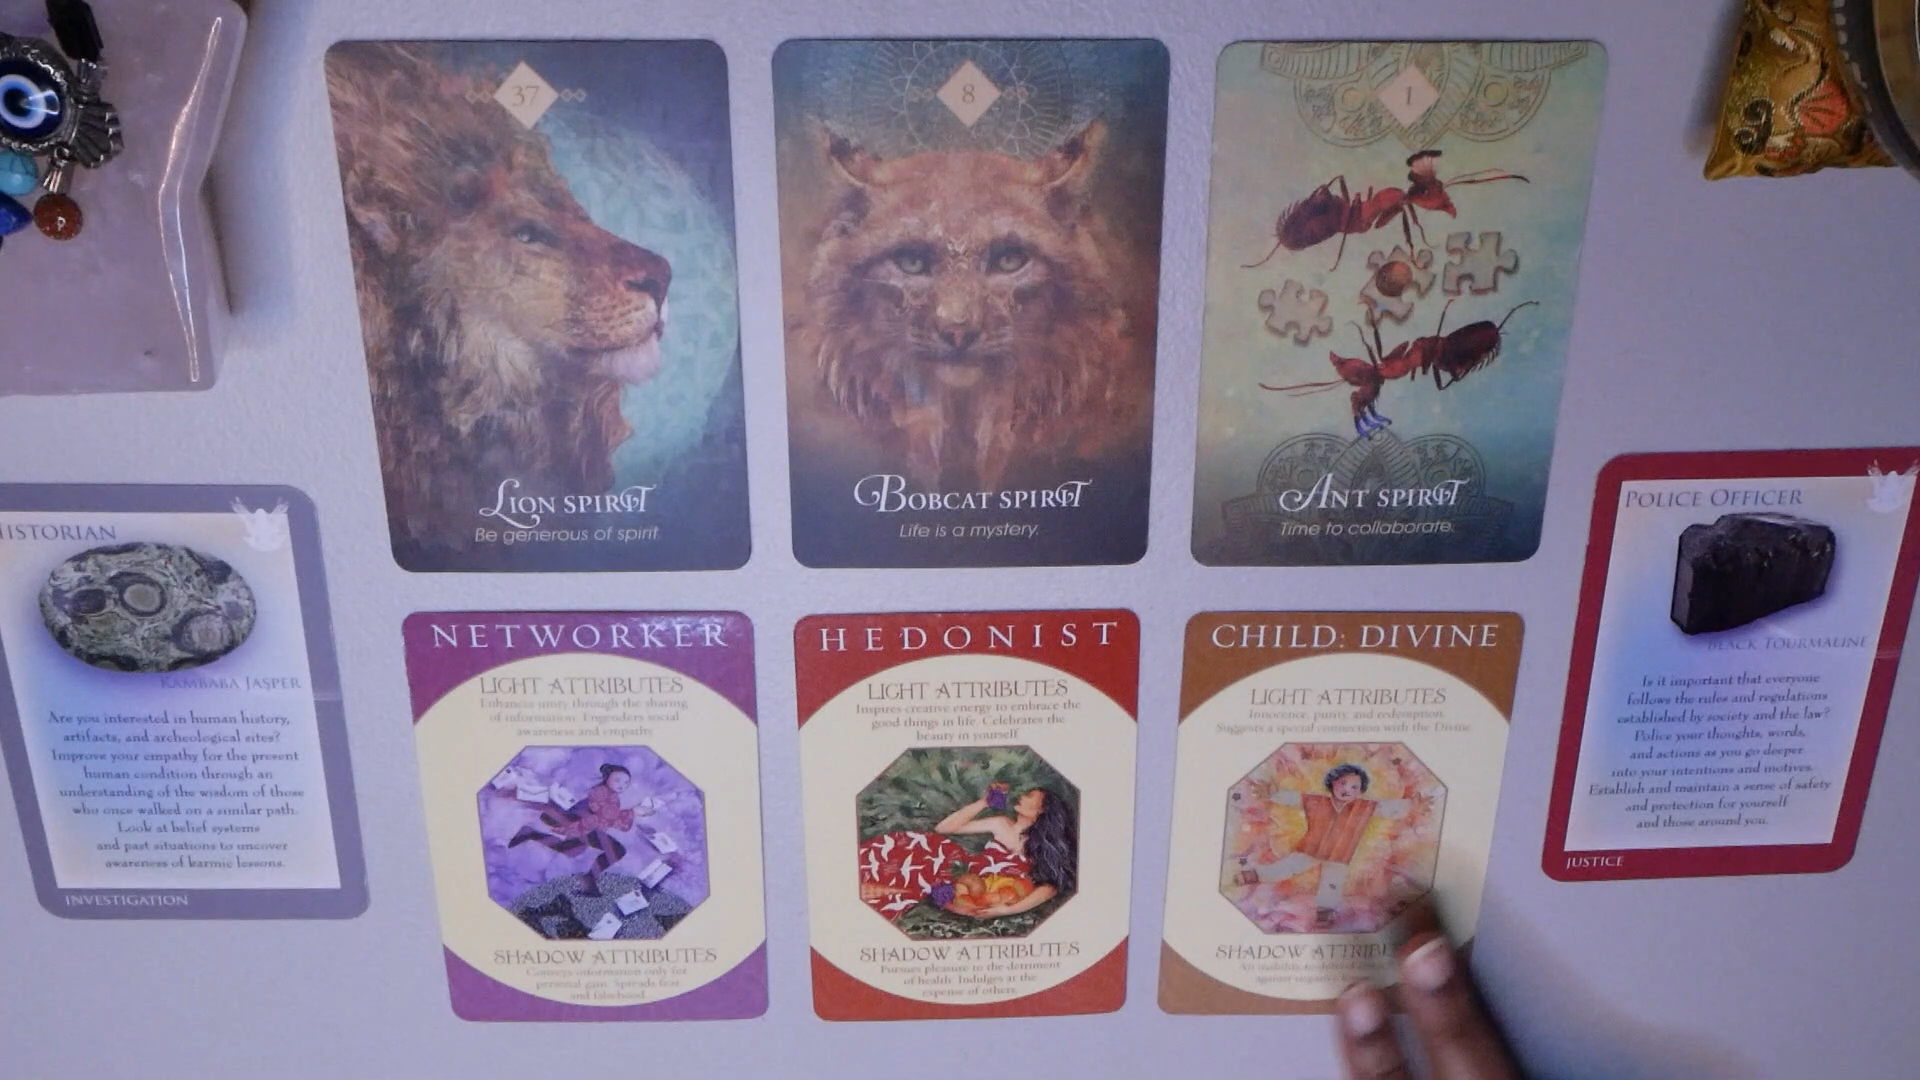 37
LION SPIRIT
Be generous of spirit.
8
BOBCAT SPIRIT
Life is a mystery.
1
ANT SPIRIT
Time to collaborate.
HISTORIAN
KAMBABA JASPER
Are you interested in human history,
artifacts, and archeological sites?
Improve your empathy for the present
human condition through an
understanding of the wisdom of those
who once walked on a similar path.
Look at belief systems
and past situations to uncover
awareness of karmic lessons.
INVESTIGATION
NETWORKER
LIGHT ATTRIBUTES
Enhances unity through the sharing
of information. Engenders social
awareness and empathy.
SHADOW ATTRIBUTES
Conveys information only for
personal gain. Spreads fear
and falsehood.
HEDONIST
LIGHT ATTRIBUTES
Inspires creative energy to embrace the
good things in life. Celebrates the
beauty in yourself.
SHADOW ATTRIBUTES
Pursues pleasure to the detriment
of health. Indulges at the
expense of others.
CHILD: DIVINE
LIGHT ATTRIBUTES
Innocence, purity, and redemption.
Suggests a special connection with the Divine.
SHADOW ATTRIBU
An inability to defend
against negative
POLICE OFFICER
BLACK TOURMALINE
Is it important that everyone
follows the rules and regulations
established by society and the law?
Police your thoughts, words,
and actions as you go deeper
into your intentions and motives.
Establish and maintain a sense of safety
and protection for yourself
and those around you.
JUSTICE